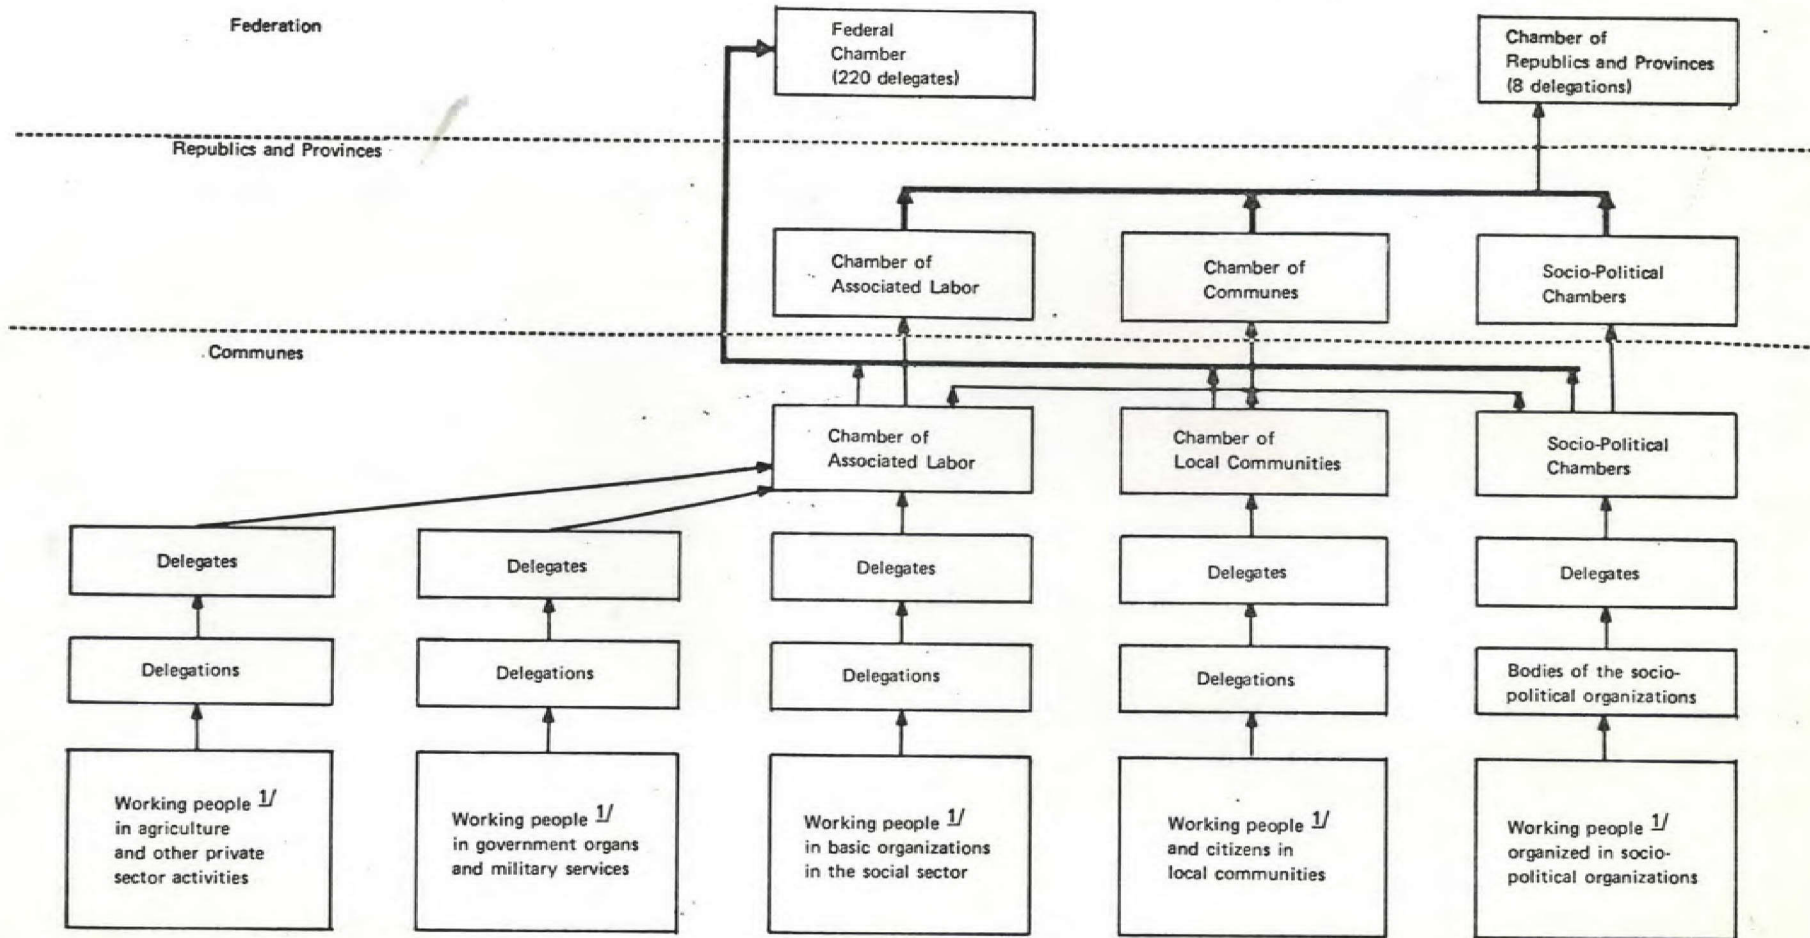 Federation
Federal
Chamber
(220 delegates)
Chamber of
Republics and Provinces
(8 delegations)
Republics and Provinces
Chamber of
Associated Labor
Chamber of
Communes
Socio-Political
Chambers
Communes
Chamber of
Associated Labor
Chamber of
Local Communities
Socio-Political
Chambers
Delegates
Delegates
Delegates
Delegates
Delegates
Delegations
Delegations
Delegations
Delegations
Bodies of the socio-
political organizations
Working people 1/
in agriculture
and other private
sector activities
Working people 1/
in government organs
and military services
Working people 1/
in basic organizations
in the social sector
Working people 1/
and citizens in
local communities
Working people 1/
organized in socio-
political organizations